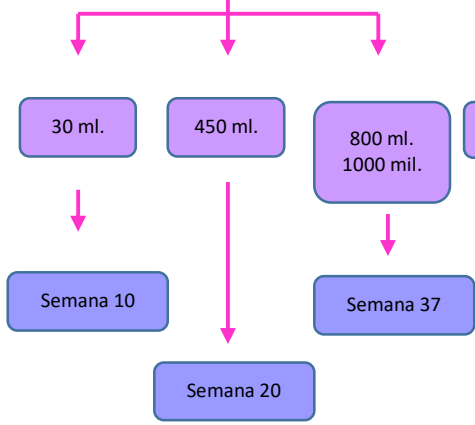 30 ml.
450 ml.
800 ml.
1000 mil.
Semana 10
Semana 37
Semana 20